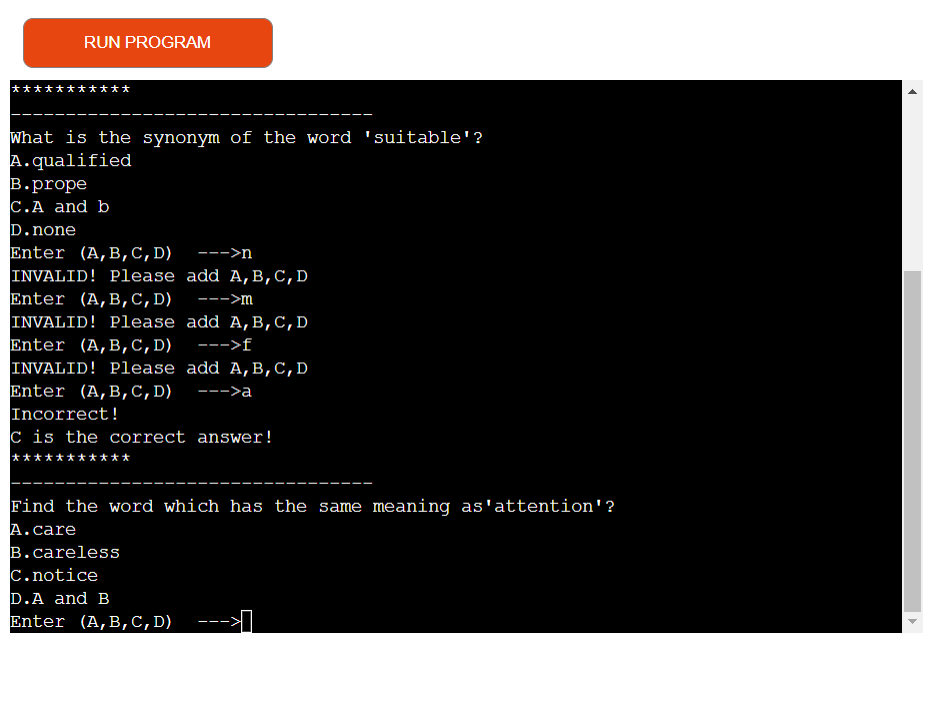 RUN PROGRAM
***********
---------------------------------
What is the synonym of the word 'suitable'?
A.qualified
B.prope
C.A and b
D.none
Enter (A,B,C,D)  --->n
INVALID! Please add A,B,C,D
Enter (A,B,C,D)  --->m
INVALID! Please add A,B,C,D
Enter (A,B,C,D)  --->f
INVALID! Please add A,B,C,D
Enter (A,B,C,D)  --->a
Incorrect!
C is the correct answer!
***********
---------------------------------
Find the word which has the same meaning as'attention'?
A.care
B.careless
C.notice
D.A and B
Enter (A,B,C,D)  --->